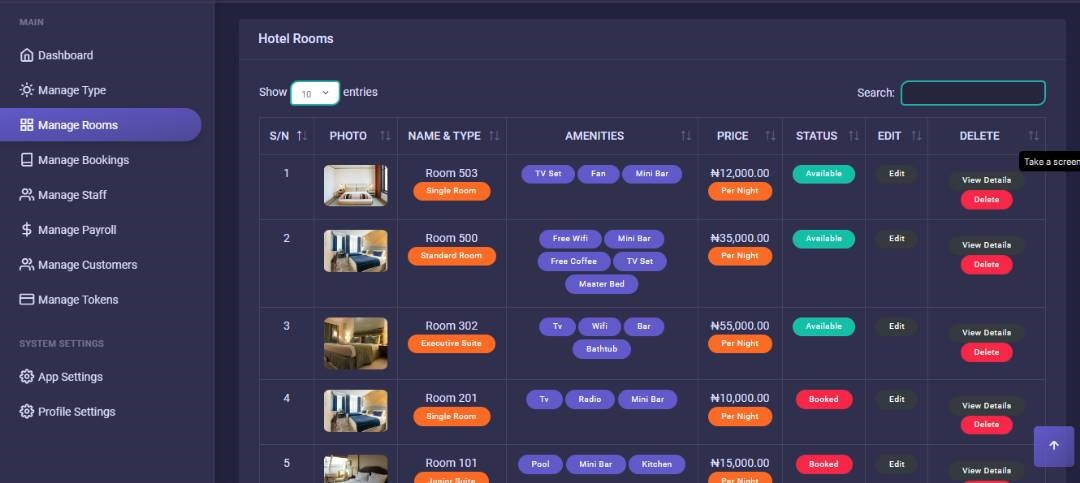 MAIN
Dashboard
Manage Type
Manage Rooms
Manage Bookings
Manage Staff
Manage Payroll
Manage Customers
Manage Tokens
SYSTEM SETTINGS
App Settings
Profile Settings
Hotel Rooms
Show 10 entries
Search:
S/N PHOTO NAME & TYPE AMENITIES PRICE STATUS EDIT DELETE
Take a screen
1 Room 503 TV Set Fan Mini Bar ₦12,000.00 Available Edit View Details
Single Room Per Night Delete
2 Room 500 Free Wifi Mini Bar ₦35,000.00 Available Edit View Details
Standard Room Free Coffee TV Set Per Night Delete
Master Bed
3 Room 302 Tv Wifi Bar ₦55,000.00 Available Edit View Details
Executive Suite Bathtub Per Night Delete
4 Room 201 Tv Radio Mini Bar ₦10,000.00 Booked Edit View Details
Single Room Per Night Delete
5 Room 101 Pool Mini Bar Kitchen ₦15,000.00 Booked Edit View Details
Junior Suite Per Night